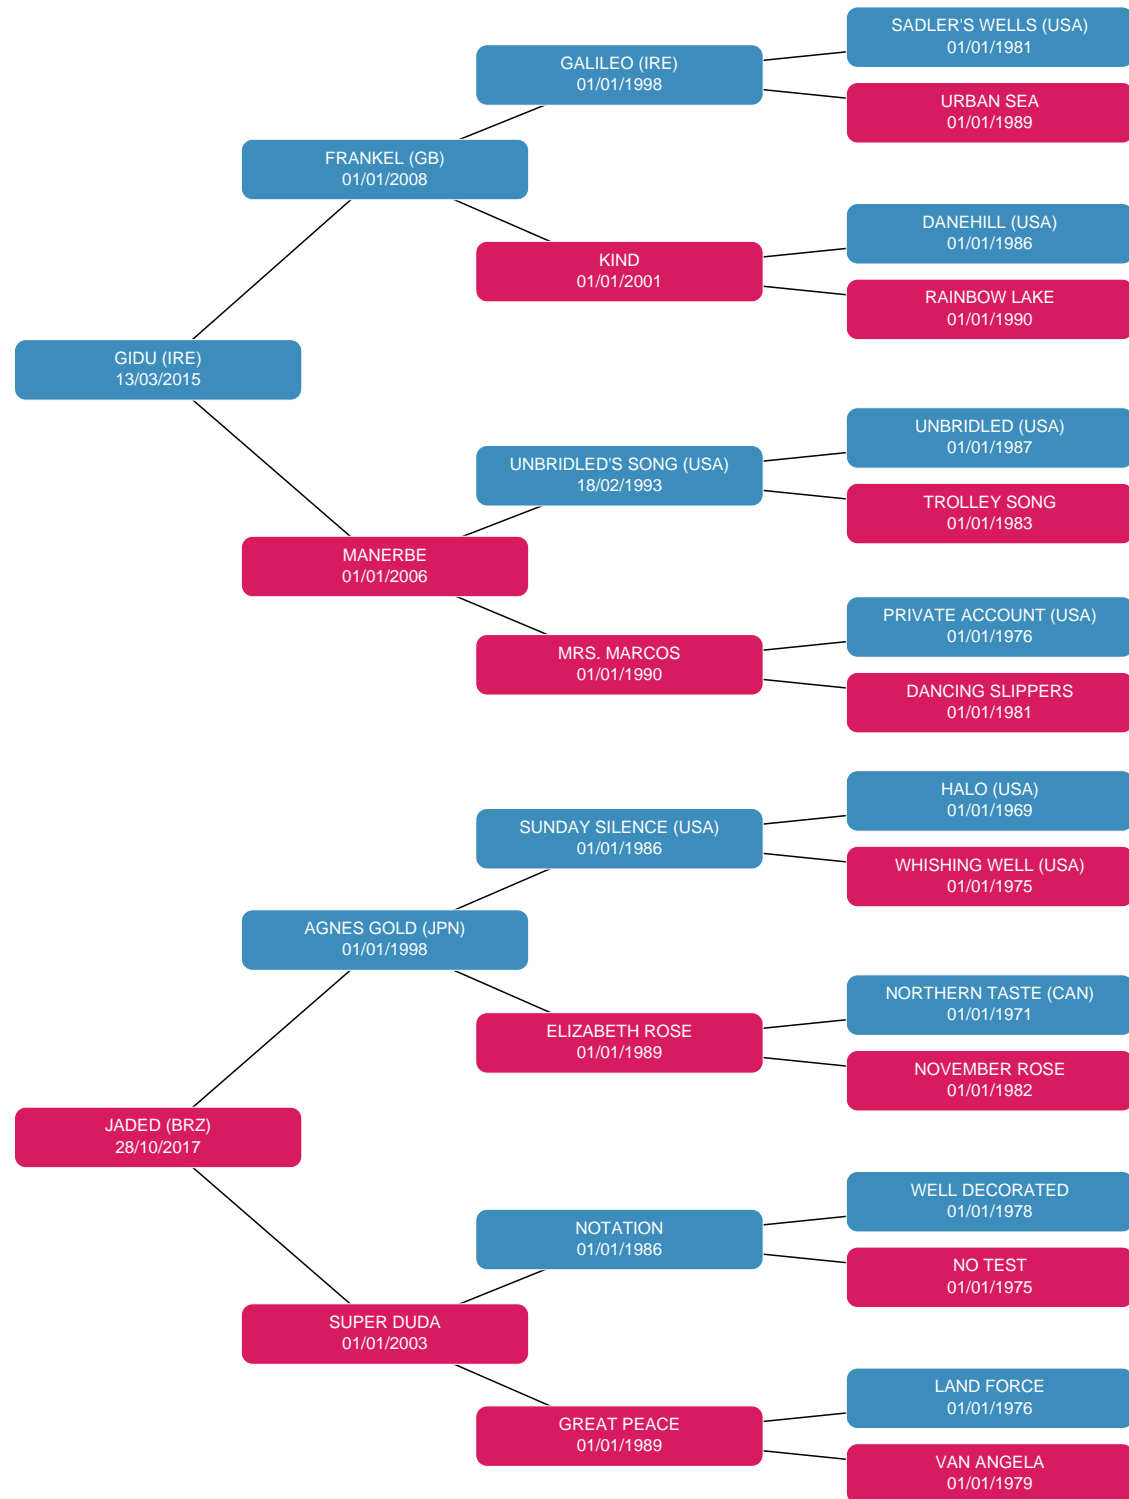 SADLER'S WELLS (USA)
01/01/1981
GALILEO (IRE)
01/01/1998
URBAN SEA
01/01/1989
FRANKEL (GB)
01/01/2008
DANEHILL (USA)
01/01/1986
KIND
01/01/2001
RAINBOW LAKE
01/01/1990
GIDU (IRE)
13/03/2015
UNBRIDLED (USA)
01/01/1987
UNBRIDLED'S SONG (USA)
18/02/1993
TROLLEY SONG
01/01/1983
MANERBE
01/01/2006
PRIVATE ACCOUNT (USA)
01/01/1976
MRS. MARCOS
01/01/1990
DANCING SLIPPERS
01/01/1981
HALO (USA)
01/01/1969
SUNDAY SILENCE (USA)
01/01/1986
WHISHING WELL (USA)
01/01/1975
AGNES GOLD (JPN)
01/01/1998
NORTHERN TASTE (CAN)
01/01/1971
ELIZABETH ROSE
01/01/1989
NOVEMBER ROSE
01/01/1982
JADED (BRZ)
28/10/2017
WELL DECORATED
01/01/1978
NOTATION
01/01/1986
NO TEST
01/01/1975
SUPER DUDA
01/01/2003
LAND FORCE
01/01/1976
GREAT PEACE
01/01/1989
VAN ANGELA
01/01/1979